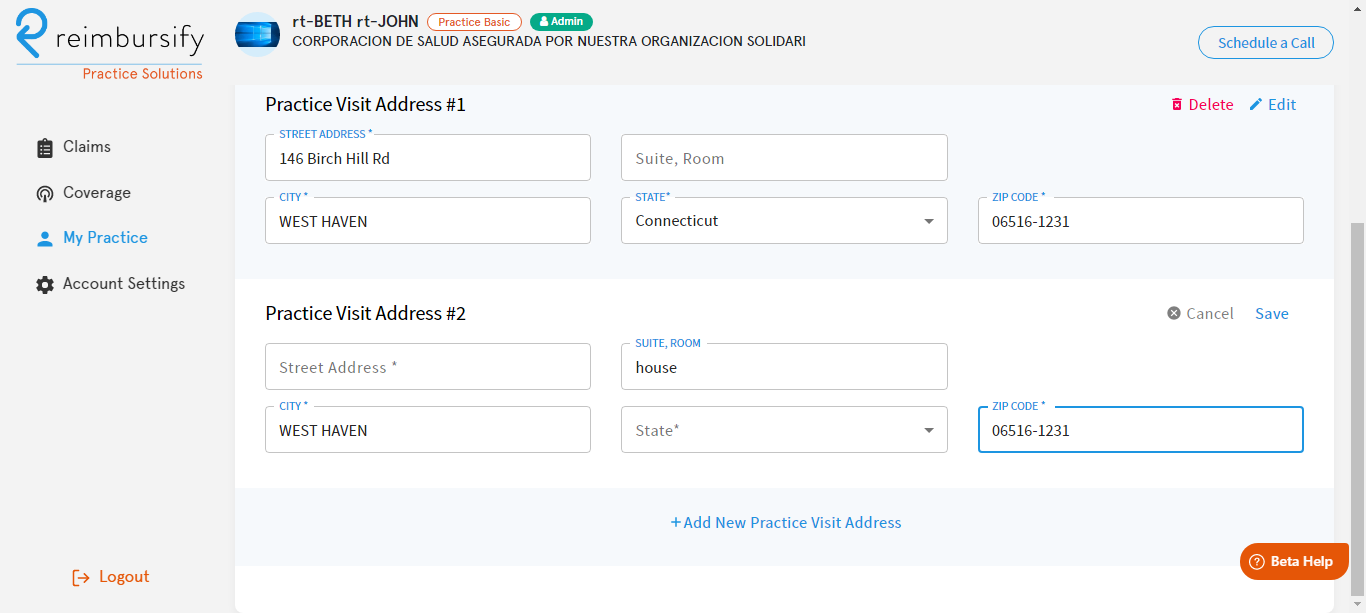 reimbursify
Practice Solutions
rt-BETH rt-JOHN Practice Basic Admin
CORPORACION DE SALUD ASEGURADA POR NUESTRA ORGANIZACION SOLIDARI
Schedule a Call
Claims
Coverage
My Practice
Account Settings
Logout
Practice Visit Address #1
Delete Edit
STREET ADDRESS *
146 Birch Hill Rd
Suite, Room
CITY *
WEST HAVEN
STATE*
Connecticut
ZIP CODE *
06516-1231
Practice Visit Address #2
Cancel Save
Street Address *
SUITE, ROOM
house
CITY *
WEST HAVEN
State*
ZIP CODE *
06516-1231
+ Add New Practice Visit Address
? Beta Help